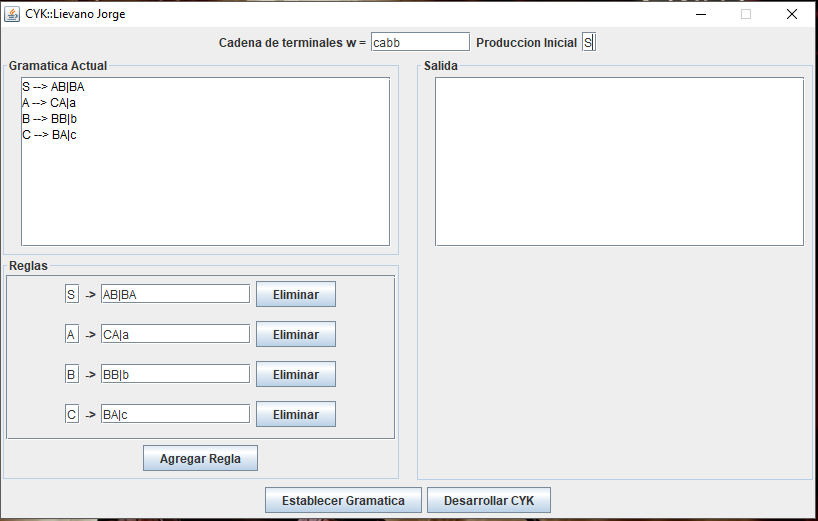 CYK::Lievano Jorge
Cadena de terminales w = cabb Produccion Inicial S
Gramatica Actual
S --> AB|BA
A --> CA|a
B --> BB|b
C --> BA|c
Salida
Reglas
S -> AB|BA Eliminar
A -> CA|a Eliminar
B -> BB|b Eliminar
C -> BA|c Eliminar
Agregar Regla
Establecer Gramatica Desarrollar CYK